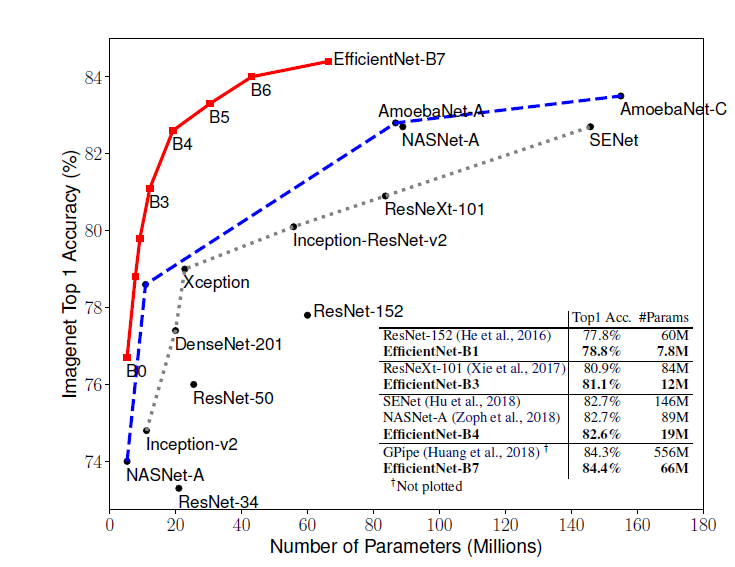 84
82
80
78
76
74
Imagenet Top 1 Accuracy (%)
EfficientNet-B7
B6
B5
B4
B3
B0
AmoebaNet-A
AmoebaNet-C
NASNet-A
SENet
ResNeXt-101
Inception-ResNet-v2
Xception
ResNet-152
DenseNet-201
ResNet-50
Inception-v2
NASNet-A
ResNet-34
Top1 Acc. #Params
ResNet-152 (He et al., 2016) 77.8% 60M
EfficientNet-B1 78.8% 7.8M
ResNeXt-101 (Xie et al., 2017) 80.9% 84M
EfficientNet-B3 81.1% 12M
SENet (Hu et al., 2018) 82.7% 146M
NASNet-A (Zoph et al., 2018) 82.7% 89M
EfficientNet-B4 82.6% 19M
GPipe (Huang et al., 2018) † 84.3% 556M
EfficientNet-B7 84.4% 66M
†Not plotted
0 20 40 60 80 100 120 140 160 180
Number of Parameters (Millions)